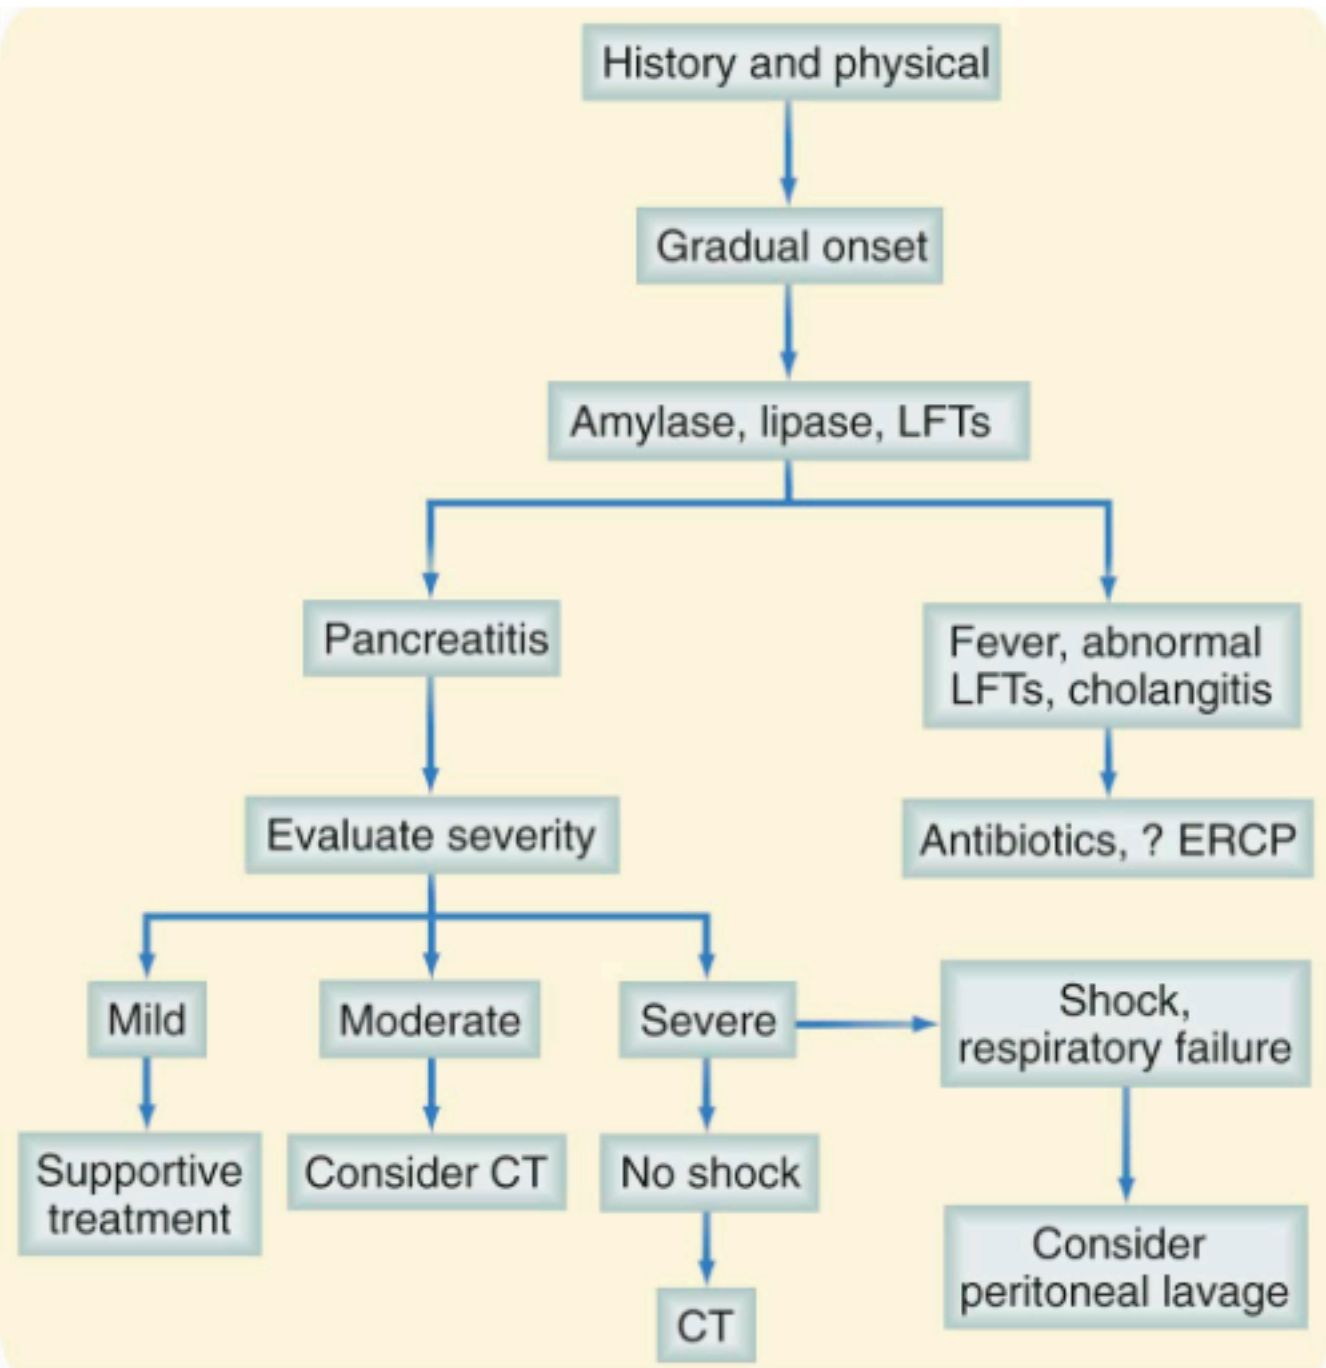 History and physical
Gradual onset
Amylase, lipase, LFTs
Pancreatitis
Fever, abnormal
LFTs, cholangitis
Evaluate severity
Antibiotics, ? ERCP
Mild
Moderate
Severe
Shock,
respiratory failure
Supportive
treatment
Consider CT
No shock
Consider
peritoneal lavage
CT